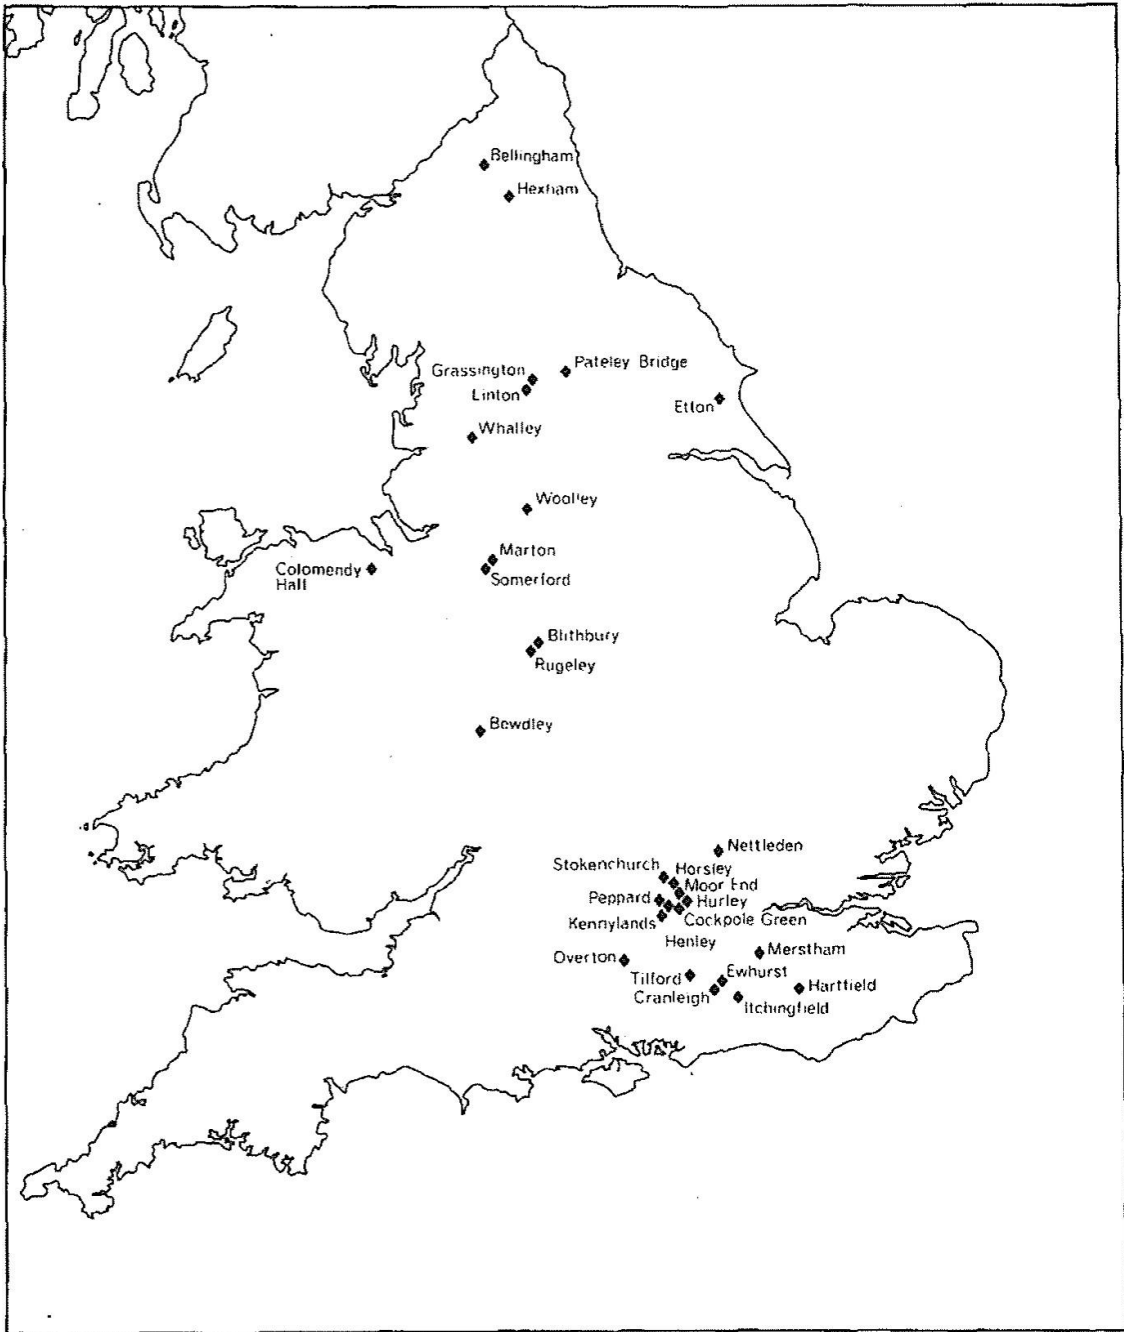 Bellingham
Hexham
Pateley Bridge
Grassington
Linton
Etton
Whalley
Woolley
Marton
Colomendy
Hall
Somerford
Blithbury
Rugeley
Bewdley
Nettleden
Stokenchurch
Horsley
Moor End
Peppard
Hurley
Kennylands
Cockpole Green
Henley
Merstham
Overton
Tilford
Ewhurst
Hartfield
Cranleigh
Itchingfield